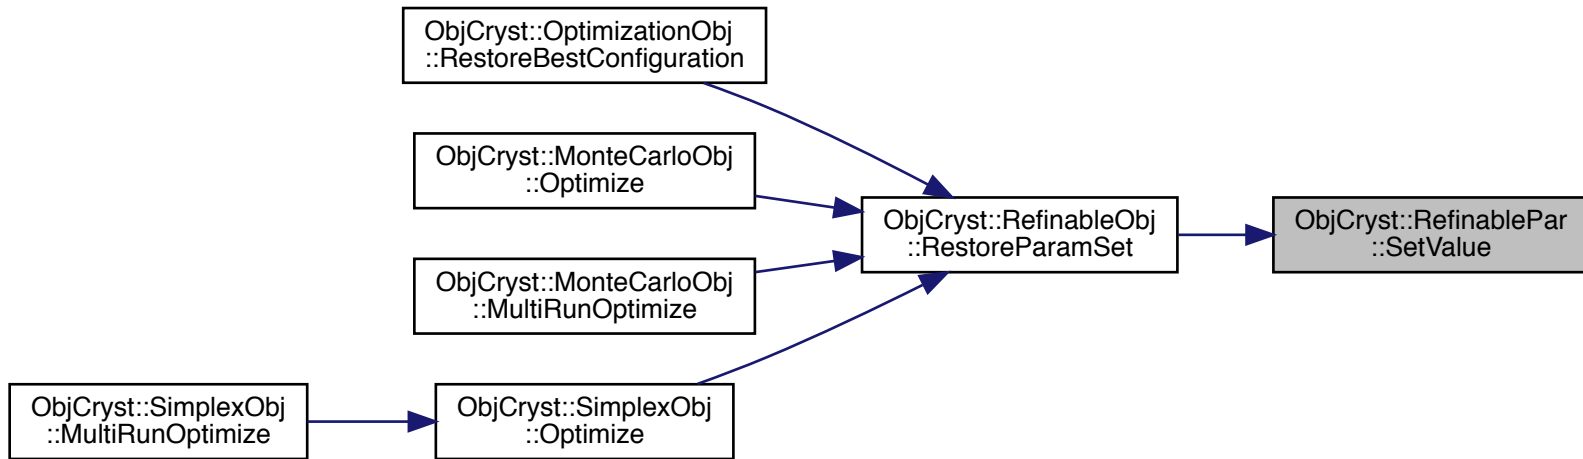 ObjCryst::OptimizationObj
::RestoreBestConfiguration
ObjCryst::MonteCarloObj
::Optimize
ObjCryst::RefinableObj
::RestoreParamSet
ObjCryst::RefinablePar
::SetValue
ObjCryst::MonteCarloObj
::MultiRunOptimize
ObjCryst::SimplexObj
::MultiRunOptimize
ObjCryst::SimplexObj
::Optimize